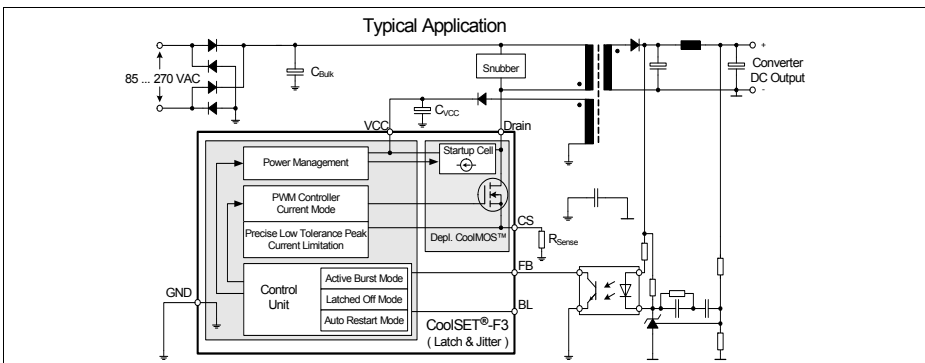 Typical Application
85 ... 270 VAC
CBulk
Snubber
+
Converter
DC Output
-
CVCC
VCC
Drain
Power Management
Startup Cell
PWM Controller
Current Mode
CS
Precise Low Tolerance Peak
Current Limitation
Depl. CoolMOS™
RSense
FB
Control
Unit
Active Burst Mode
Latched Off Mode
Auto Restart Mode
GND
BL
CoolSET®-F3
( Latch & Jitter )